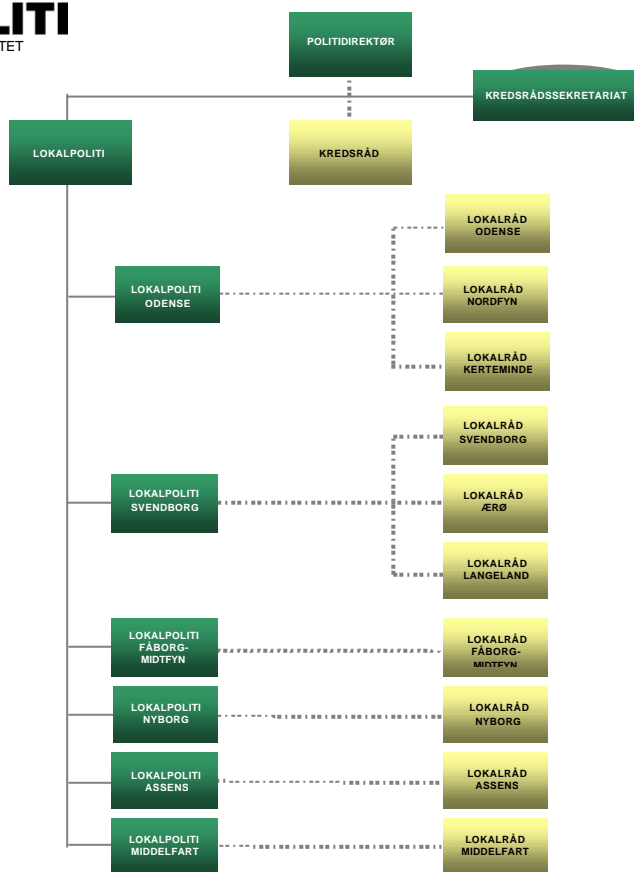 LITI
TET
POLITIDIREKTØR
KREDSRÅDSSEKRETARIAT
LOKALPOLITI
KREDSRÅD
LOKALRÅD
ODENSE
LOKALPOLITI
ODENSE
LOKALRÅD
NORDFYN
LOKALRÅD
KERTEMINDE
LOKALRÅD
SVENDBORG
LOKALPOLITI
SVENDBORG
LOKALRÅD
ÆRØ
LOKALRÅD
LANGELAND
LOKALPOLITI
FÅBORG-
MIDTFYN
LOKALRÅD
FÅBORG-
MIDTFYN
LOKALPOLITI
NYBORG
LOKALRÅD
NYBORG
LOKALPOLITI
ASSENS
LOKALRÅD
ASSENS
LOKALPOLITI
MIDDELFART
LOKALRÅD
MIDDELFART